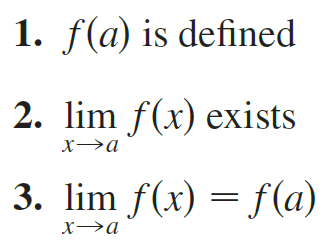 1. f(a) is defined
2. lim f(x) exists
x→a
3. lim f(x) = f(a)
x→a